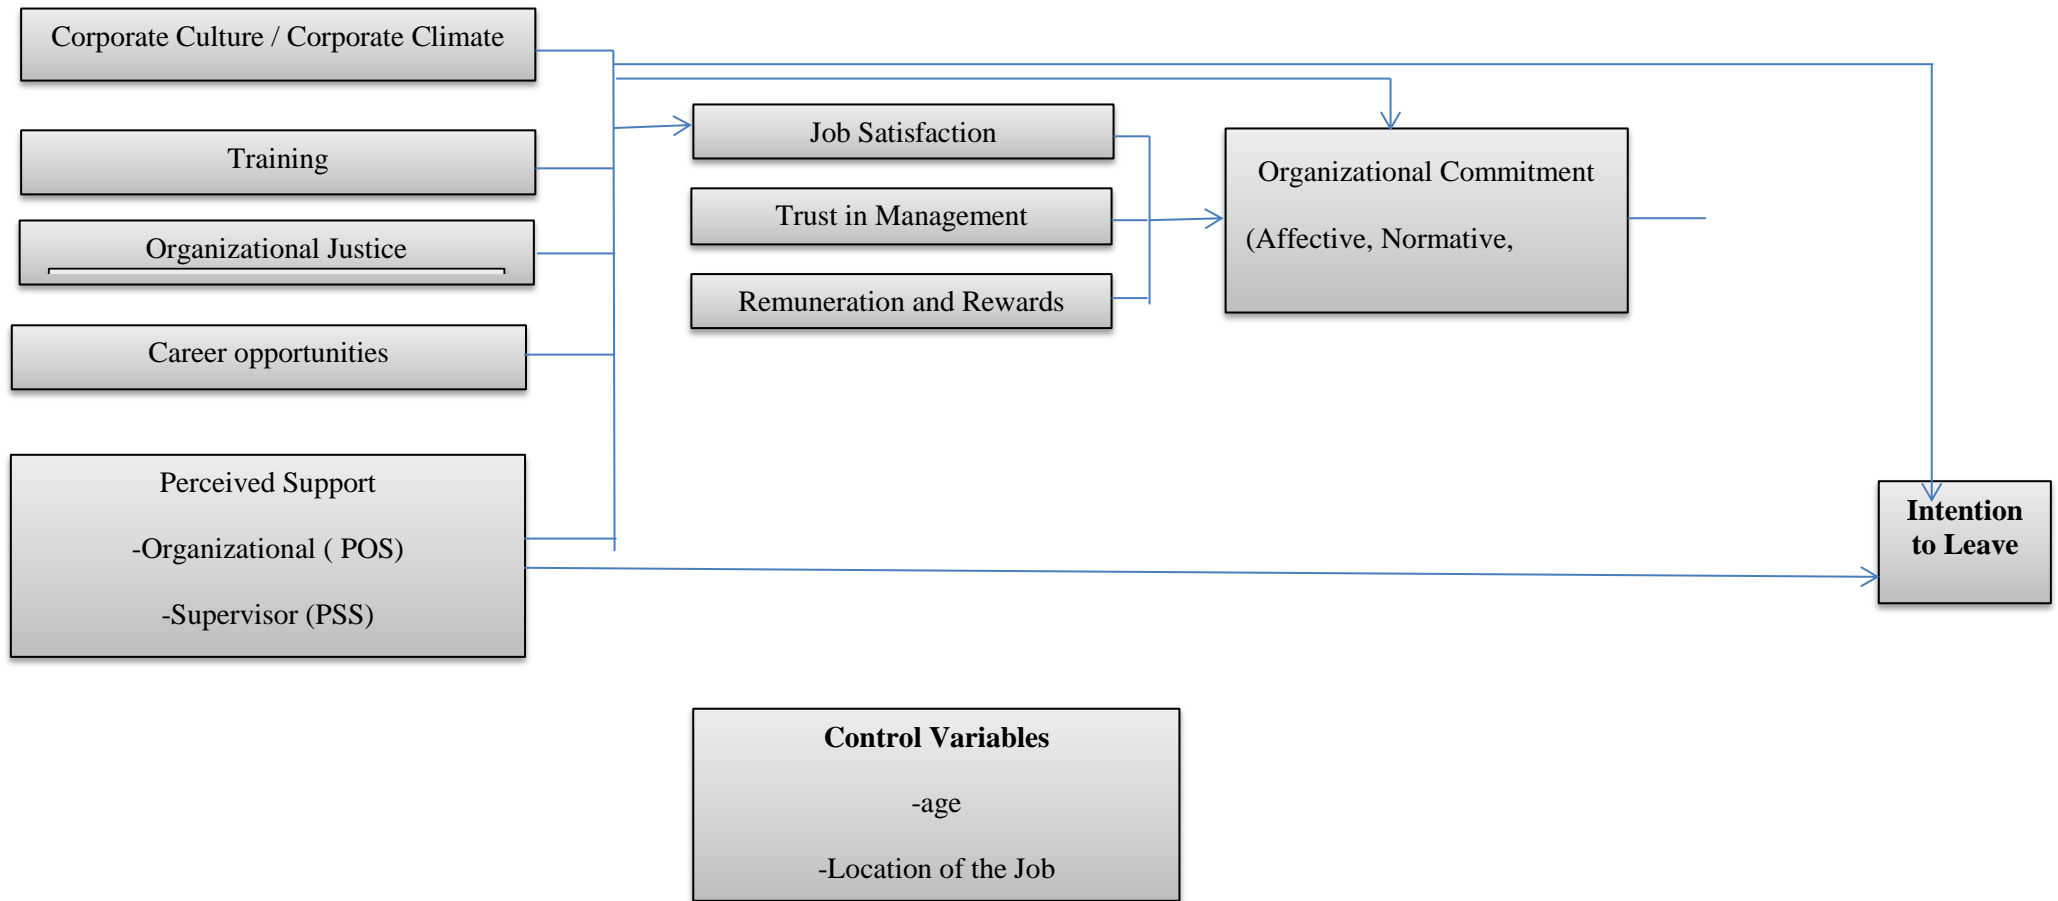 Corporate Culture / Corporate Climate
Training
Organizational Justice
Career opportunities
Perceived Support
-Organizational ( POS)
-Supervisor (PSS)
Job Satisfaction
Trust in Management
Remuneration and Rewards
Organizational Commitment
(Affective, Normative,
Intention
to Leave
Control Variables
-age
-Location of the Job